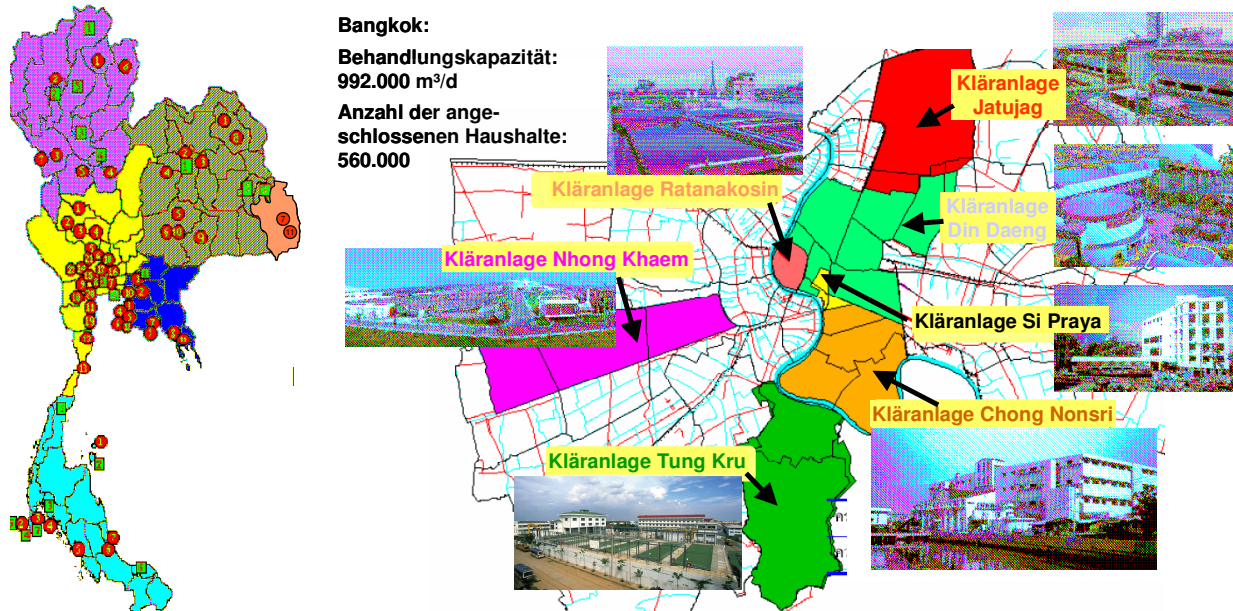 Bangkok:
Behandlungskapazität:
992.000 m³/d
Anzahl der ange-
schlossenen Haushalte:
560.000
Kläranlage
Jatujag
Kläranlage Ratanakosin
Kläranlage
Din Daeng
Kläranlage Nhong Khaem
Kläranlage Si Praya
Kläranlage Chong Nonsri
Kläranlage Tung Kru